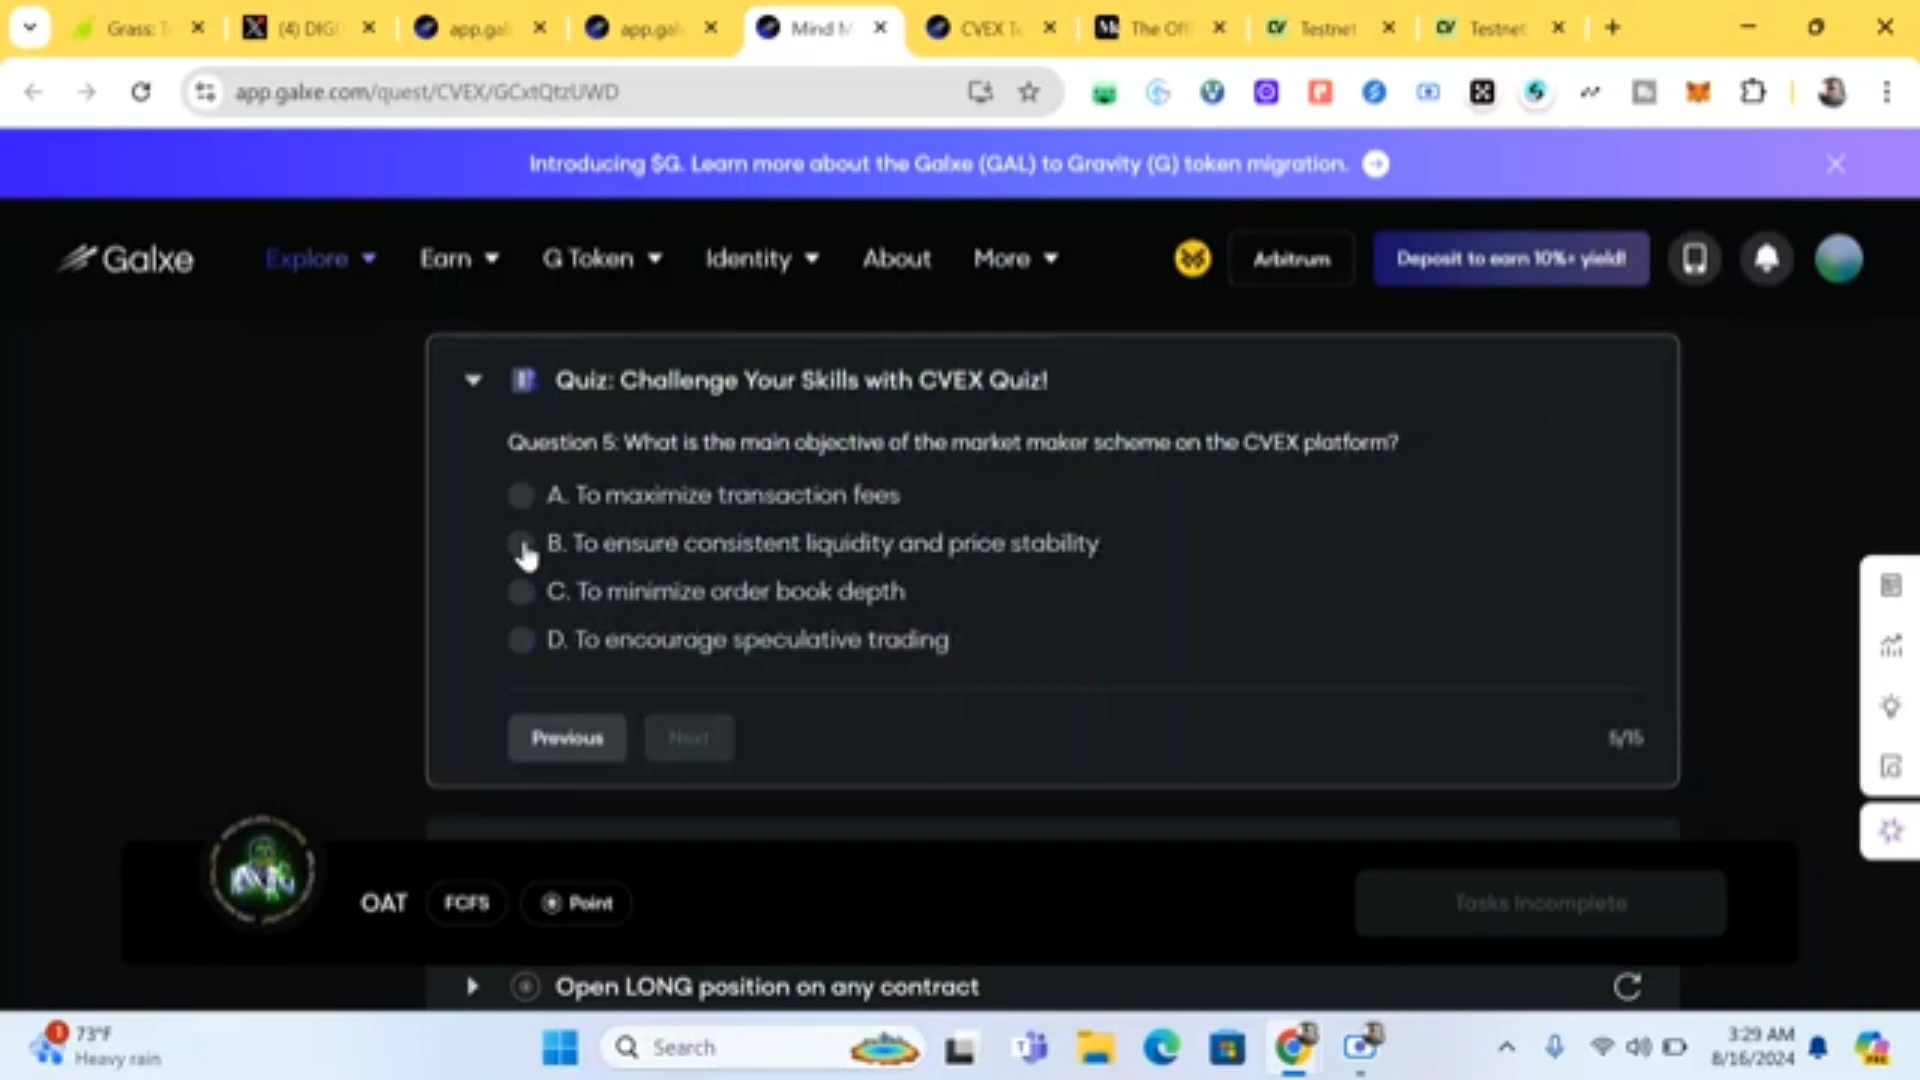 Grass: T
(4) DIGI
app.gal
app.gal
Mind M
CVEX T
The Of
CV Testnet
CV Testnet
app.galxe.com/quest/CVEX/GCxtQtzUWD
Introducing $G. Learn more about the Galxe (GAL) to Gravity (G) token migration.
Galxe
Explore
Earn
G Token
Identity
About
More
Arbitrum
Deposit to earn 10%+ yield!
Quiz: Challenge Your Skills with CVEX Quiz!
Question 5: What is the main objective of the market maker scheme on the CVEX platform?
A. To maximize transaction fees
B. To ensure consistent liquidity and price stability
C. To minimize order book depth
D. To encourage speculative trading
Previous
Next
5/15
OAT
FCFS
Point
Tasks Incomplete
Open LONG position on any contract
1
73°F
Heavy rain
Search
3:29 AM
8/16/2024